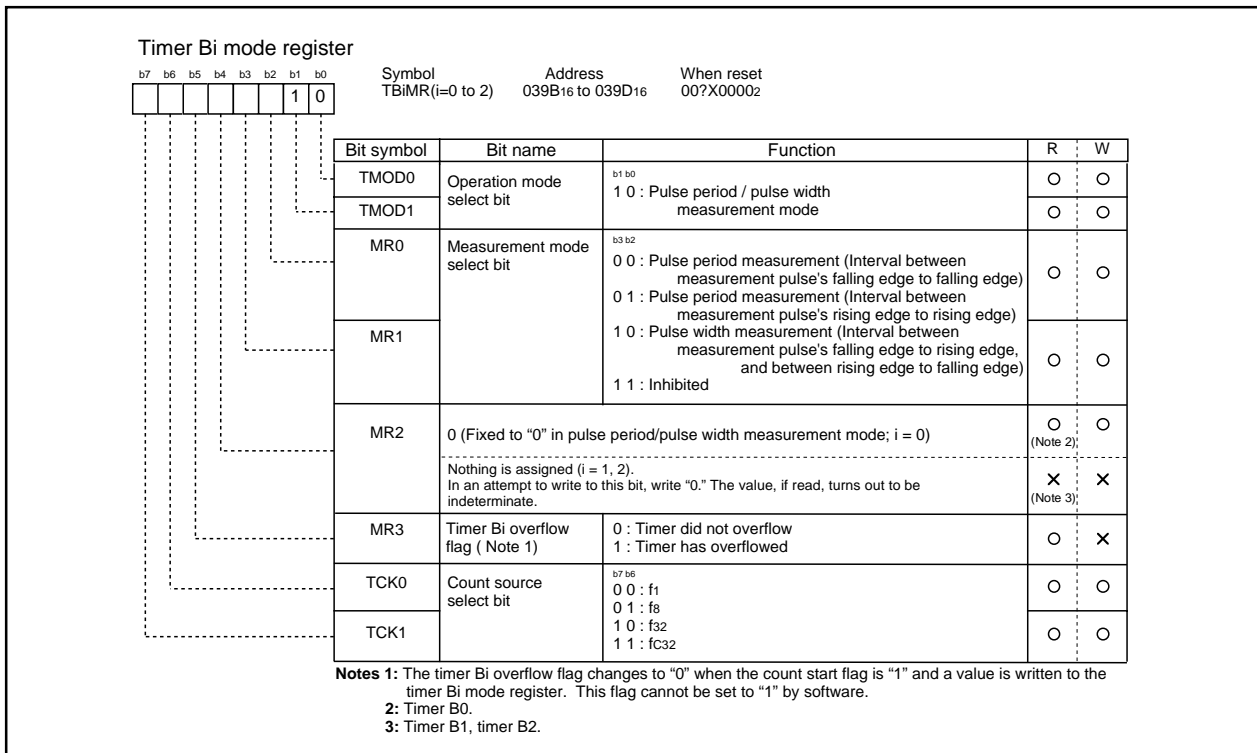 Timer Bi mode register
b7 b6 b5 b4 b3 b2 b1 b0
1 0
Symbol Address When reset
TBiMR(i=0 to 2) 039B16 to 039D16 00?X00002
Bit symbol Bit name Function R W
TMOD0 Operation mode select bit
b1 b0
1 0 : Pulse period / pulse width
measurement mode
TMOD1
MR0 Measurement mode select bit
b3 b2
0 0 : Pulse period measurement (Interval between
measurement pulse's falling edge to falling edge)
0 1 : Pulse period measurement (Interval between
measurement pulse's rising edge to rising edge)
MR1
1 0 : Pulse width measurement (Interval between
measurement pulse's falling edge to rising edge,
and between rising edge to falling edge)
1 1 : Inhibited
MR2
0 (Fixed to “0” in pulse period/pulse width measurement mode; i = 0)
(Note 2)
Nothing is assigned (i = 1, 2).
In an attempt to write to this bit, write “0.” The value, if read, turns out to be
indeterminate.
(Note 3)
MR3 Timer Bi overflow flag ( Note 1)
0 : Timer did not overflow
1 : Timer has overflowed
TCK0 Count source select bit
b7 b6
0 0 : f1
0 1 : f8
TCK1
1 0 : f32
1 1 : fC32
Notes 1: The timer Bi overflow flag changes to “0” when the count start flag is “1” and a value is written to the
timer Bi mode register. This flag cannot be set to “1” by software.
2: Timer B0.
3: Timer B1, timer B2.